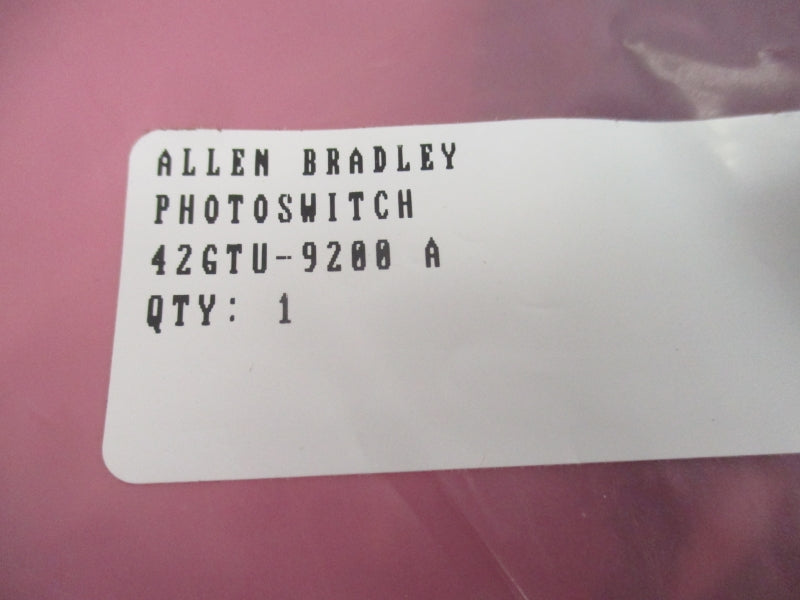 ALLEN BRADLEY
PHOTOSWITCH
42GTU-9200 A
QTY: 1